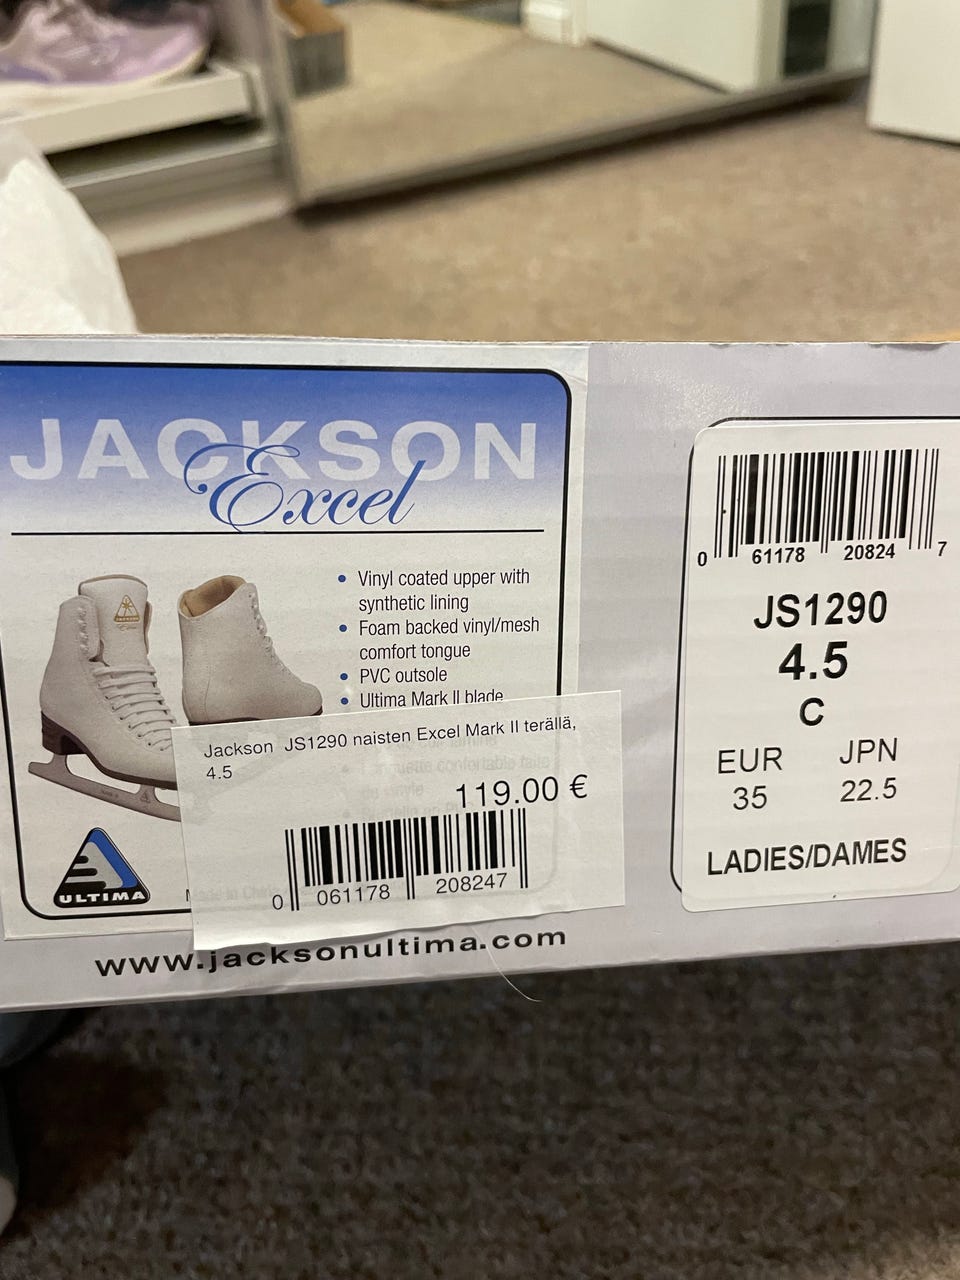 JACKSON
Excel
• Vinyl coated upper with
synthetic lining
• Foam backed vinyl/mesh
comfort tongue
• PVC outsole
• Ultima Mark II blade
Jackson JS1290 naisten Excel Mark II terällä,
4.5
119.00 €
0 061178 208247
ULTIMA
www.jacksonultima.com
0 61178 20824 7
JS1290
4.5
C
EUR JPN
35 22.5
LADIES/DAMES